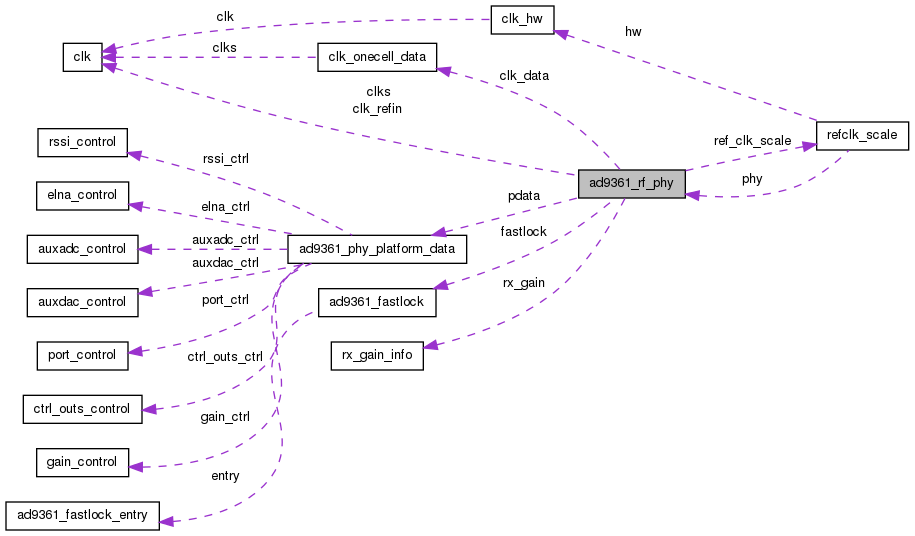 clk
clk_hw
hw
clk
clks
clk_onecell_data
clk_data
clks
clk_refin
rssi_control
rssi_ctrl
ref_clk_scale
refclk_scale
phy
ad9361_rf_phy
elna_control
elna_ctrl
pdata
fastlock
auxadc_control
auxadc_ctrl
ad9361_phy_platform_data
auxdac_ctrl
rx_gain
auxdac_control
port_ctrl
ad9361_fastlock
port_control
ctrl_outs_ctrl
rx_gain_info
ctrl_outs_control
gain_ctrl
gain_control
entry
ad9361_fastlock_entry